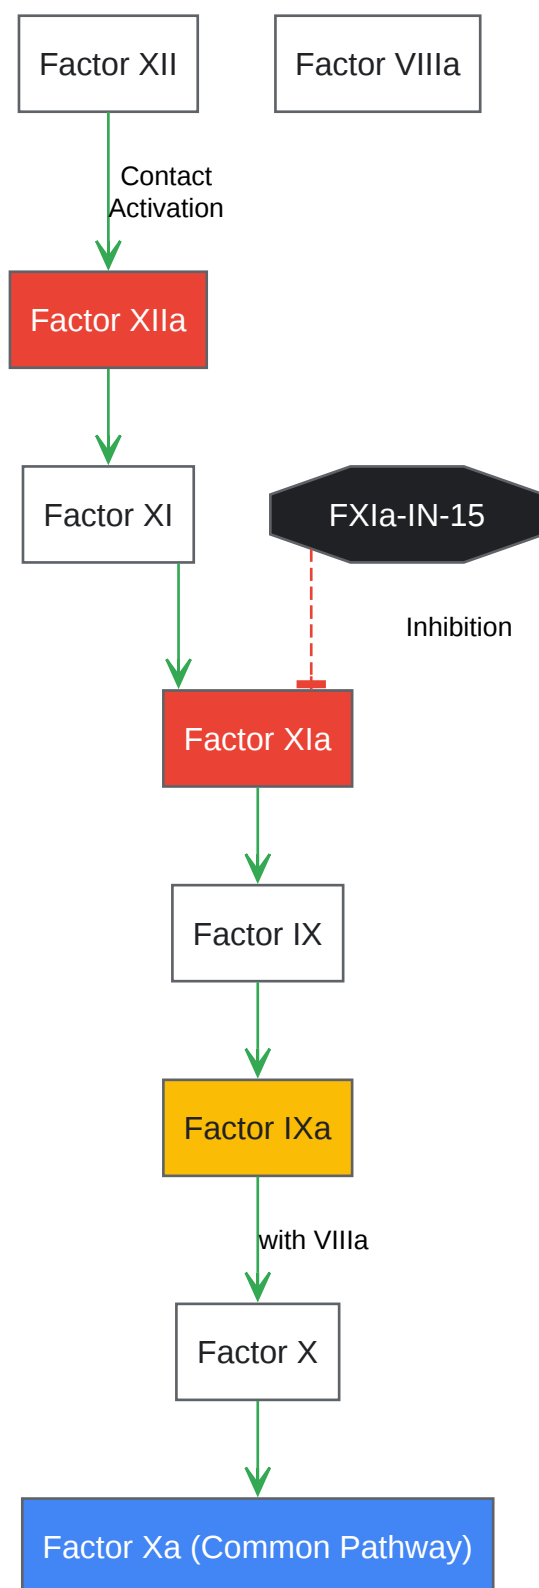 Factor XII
Factor VIIIa
Contact
Activation
Factor XIIa
Factor XI
FXIa-IN-15
Inhibition
Factor XIa
Factor IX
Factor IXa
with VIIIa
Factor X
Factor Xa (Common Pathway)